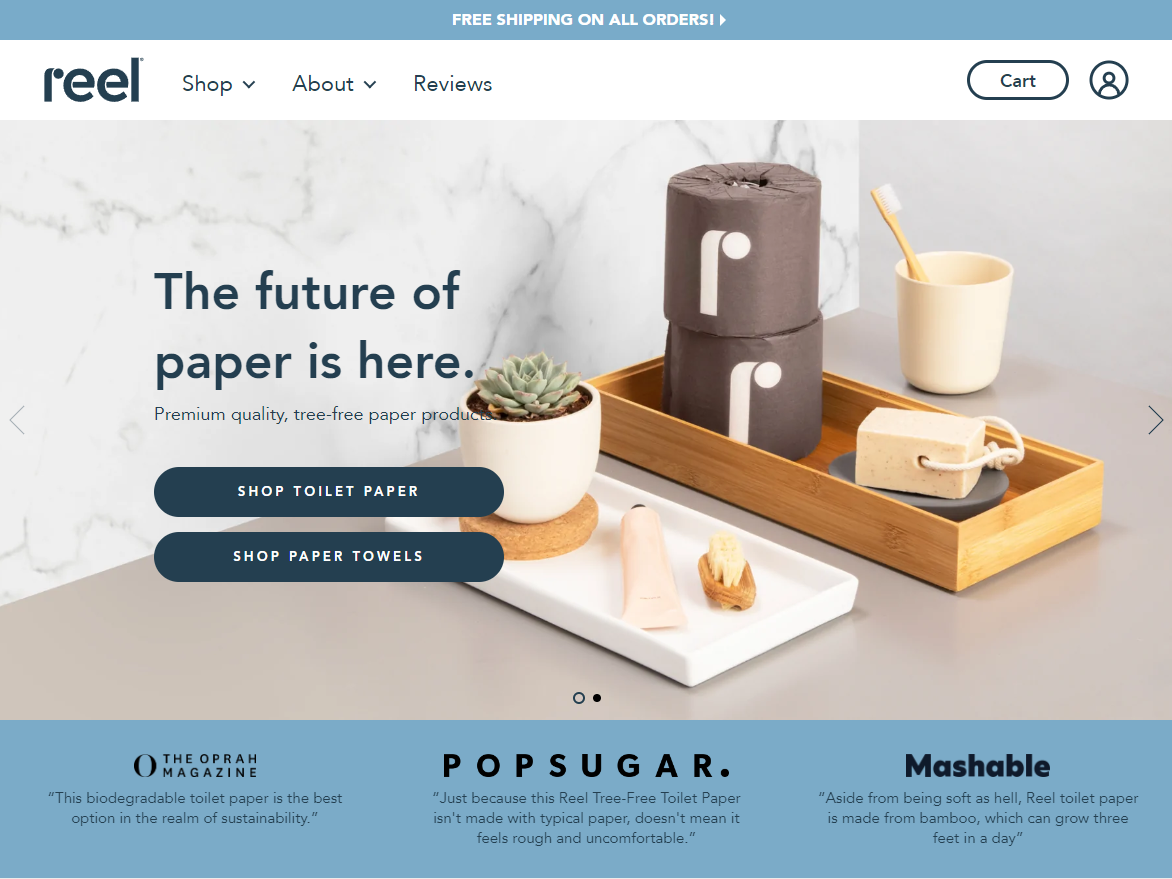 FREE SHIPPING ON ALL ORDERS!
reel
Shop
About
Reviews
Cart
The future of
paper is here.
Premium quality, tree-free paper products
SHOP TOILET PAPER
SHOP PAPER TOWELS
r
r
O THE OPRAH
MAGAZINE
“This biodegradable toilet paper is the best
option in the realm of sustainability.”
POPSUGAR.
“Just because this Reel Tree-Free Toilet Paper
isn't made with typical paper, doesn't mean it
feels rough and uncomfortable.”
Mashable
“Aside from being soft as hell, Reel toilet paper
is made from bamboo, which can grow three
feet in a day”